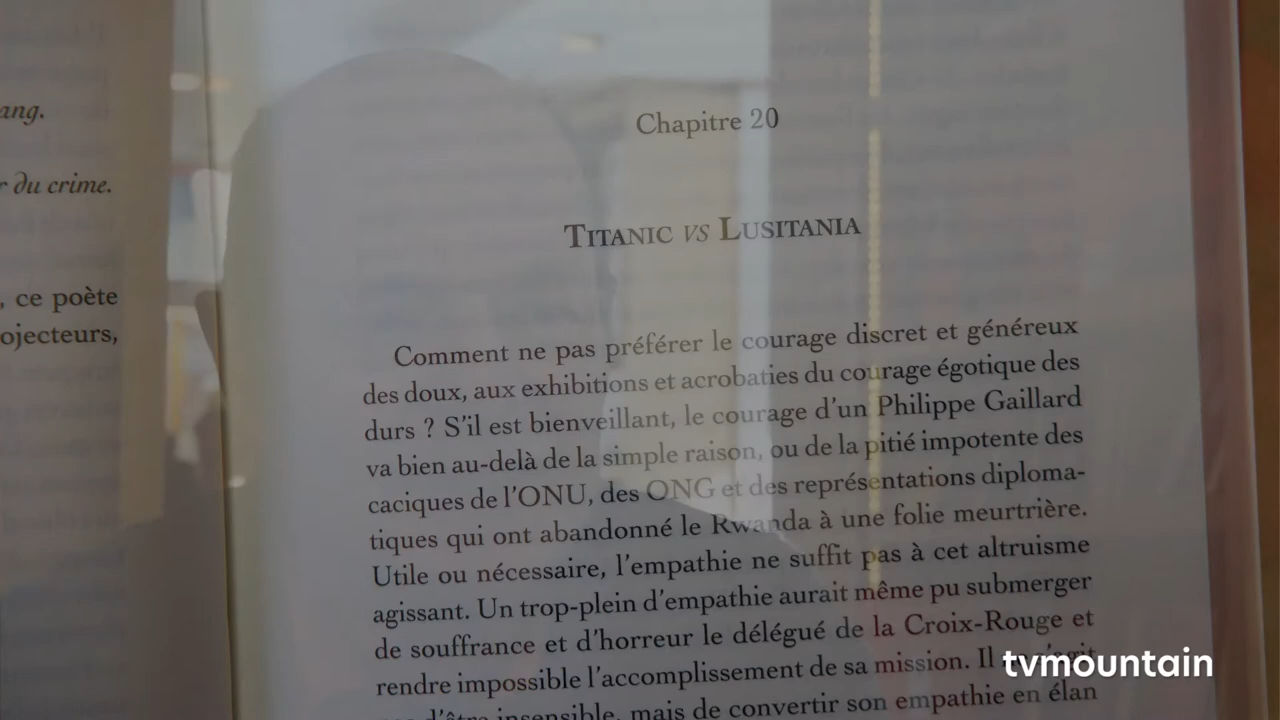 ang.
r du crime.
, ce poète
ojecteurs,
Chapitre 20
TITANIC VS LUSITANIA
Comment ne pas préférer le courage discret et généreux
des doux, aux exhibitions et acrobaties du courage égotique des
durs ? S'il est bienveillant, le courage d'un Philippe Gaillard
va bien au-delà de la simple raison, ou de la pitié impotente des
caciques de l'ONU, des ONG et des représentations diploma-
tiques qui ont abandonné le Rwanda à une folie meurtrière.
Utile ou nécessaire, l'empathie ne suffit pas à cet altruisme
agissant. Un trop-plein d'empathie aurait même pu submerger
de souffrance et d'horreur le délégué de la Croix-Rouge et
rendre impossible l'accomplissement de sa mission. Il
d'être insensible, mais de convertir son empathie en élan
tvmountain